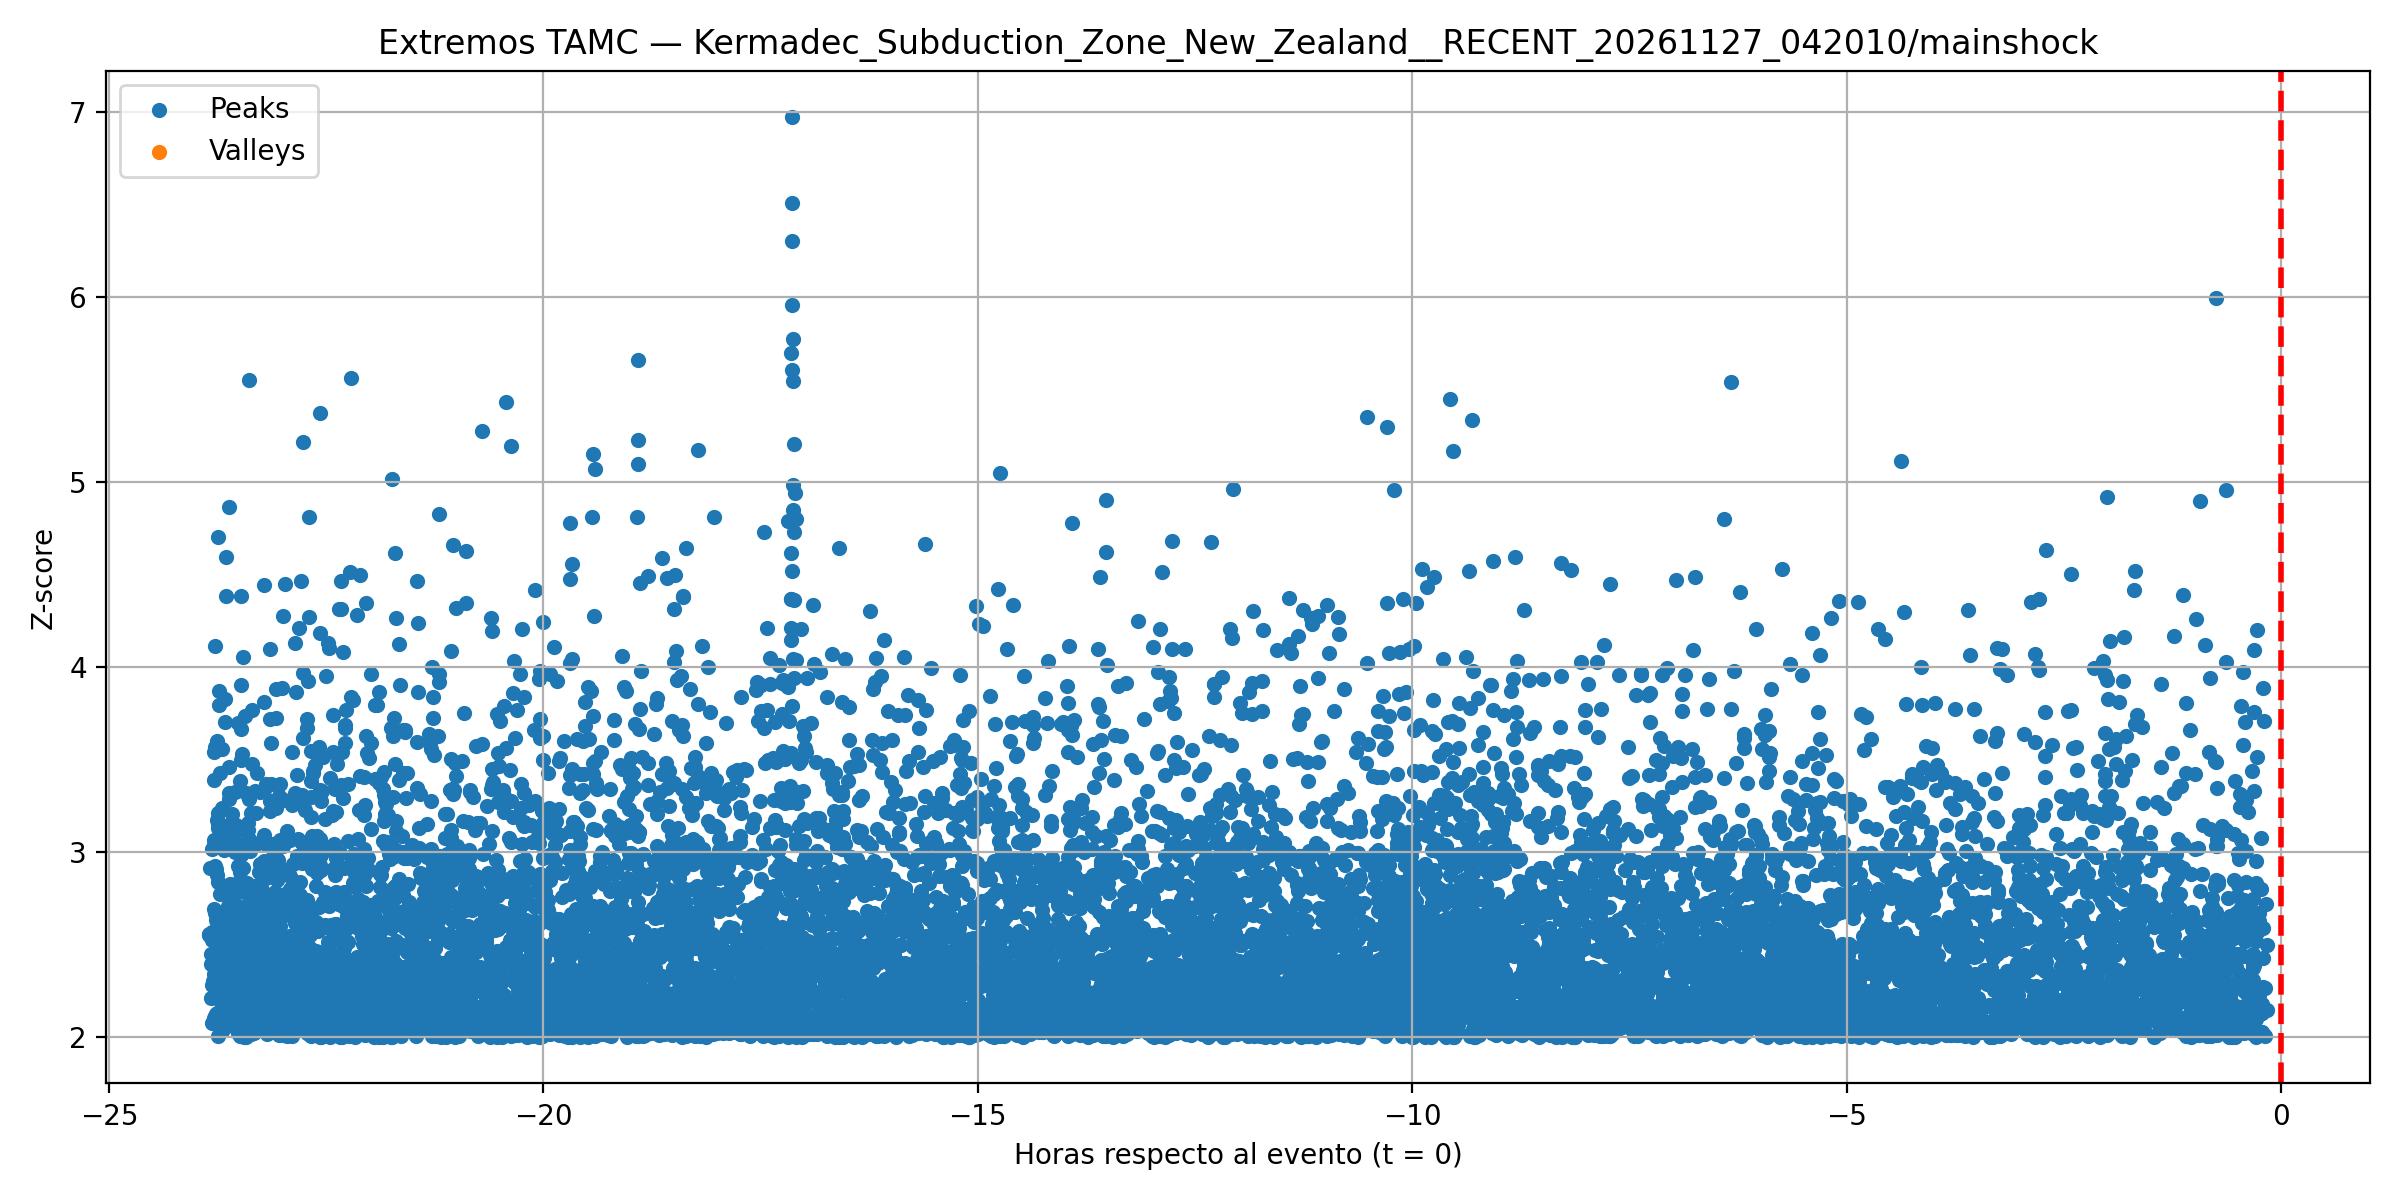 Extremos TAMC — Kermadec_Subduction_Zone_New_Zealand__RECENT_20261127_042010/mainshock
Peaks
Valleys
Z-score
7
6
5
4
3
2
−25
−20
−15
−10
−5
0
Horas respecto al evento (t = 0)